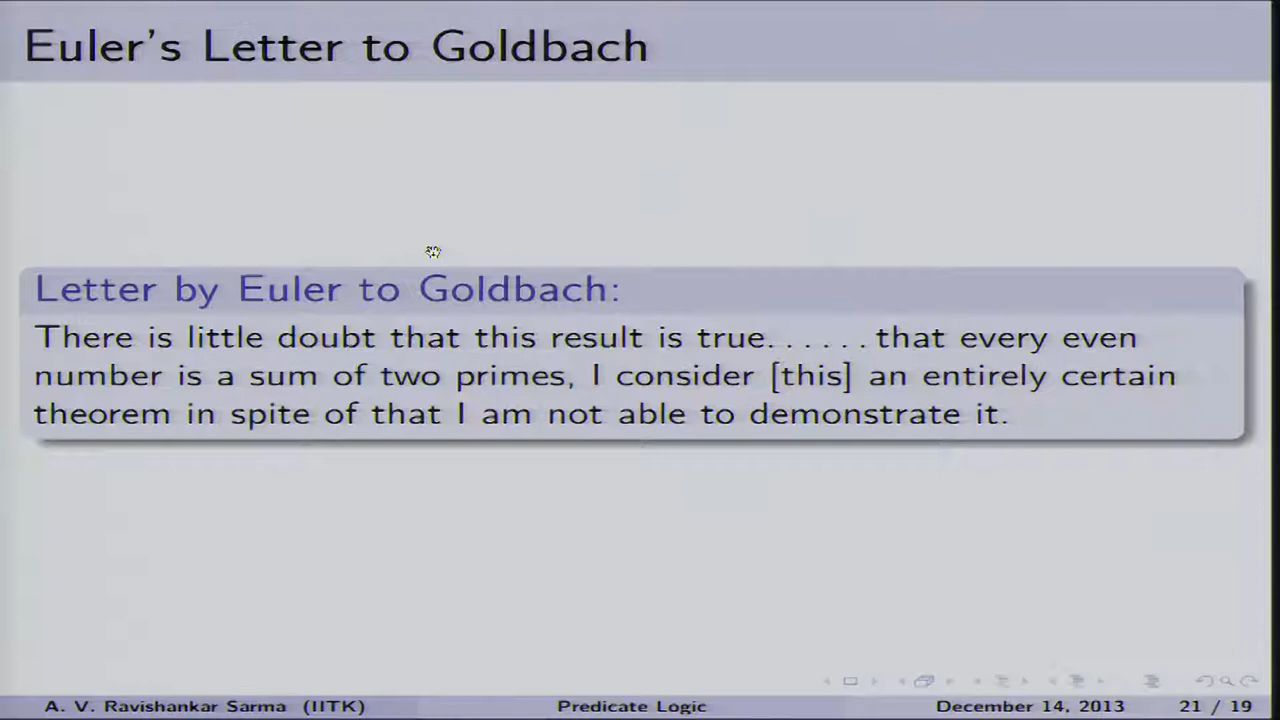 Euler's Letter to Goldbach
Letter by Euler to Goldbach:
There is little doubt that this result is true. . . . . . that every even
number is a sum of two primes, I consider [this] an entirely certain
theorem in spite of that I am not able to demonstrate it.
A. V. Ravishankar Sarma (IITK) Predicate Logic December 14, 2013 21 / 19